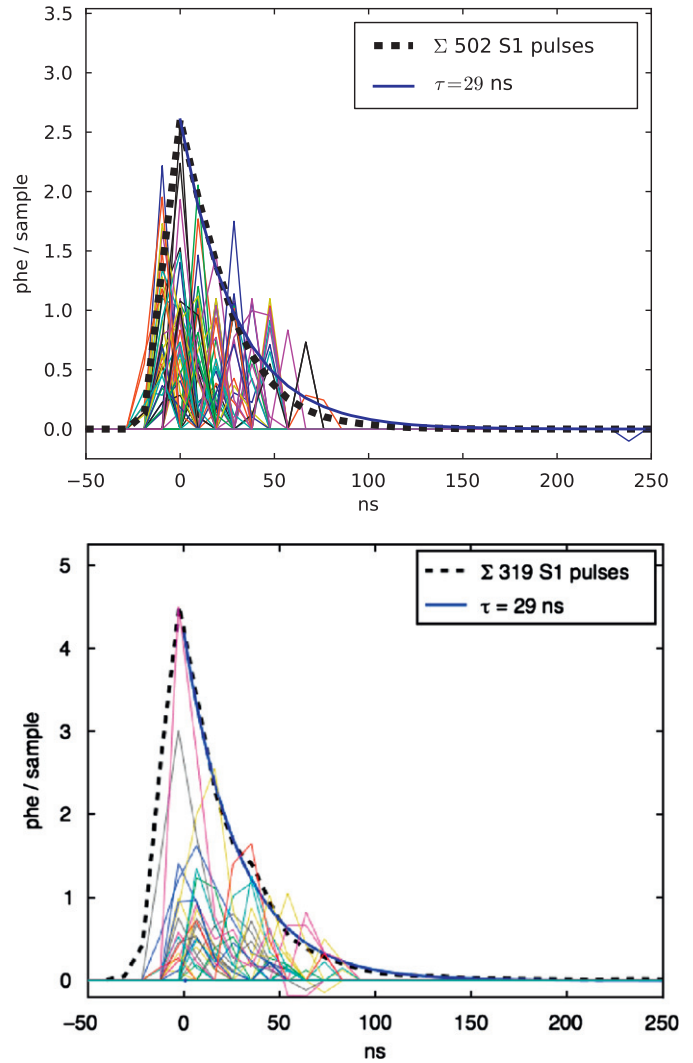 3.5
3.0
2.5
2.0
1.5
1.0
0.5
0.0
phe / sample
Σ 502 S1 pulses
τ=29 ns
−50 0 50 100 150 200 250
ns
5
4
3
2
1
0
phe / sample
Σ 319 S1 pulses
τ = 29 ns
−50 0 50 100 150 200 250
ns